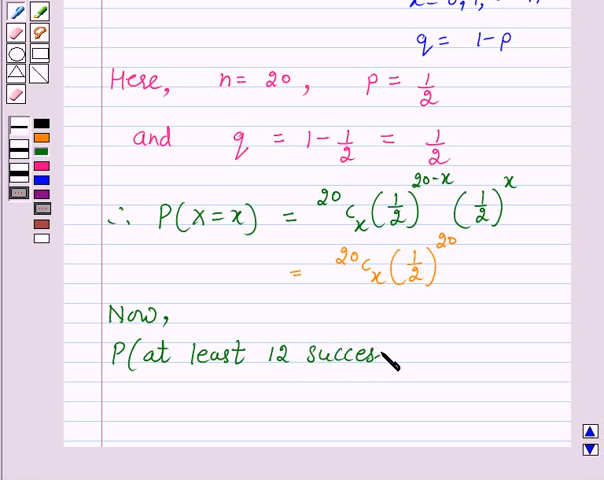 q = 1-p
Here, n = 20, p = 1/2
and q = 1 - 1/2 = 1/2
∴ P(X=x) = ²⁰Cₓ (1/2)²⁰⁻ˣ (1/2)ˣ
= ²⁰Cₓ (1/2)²⁰
Now,
P(at least 12 succes